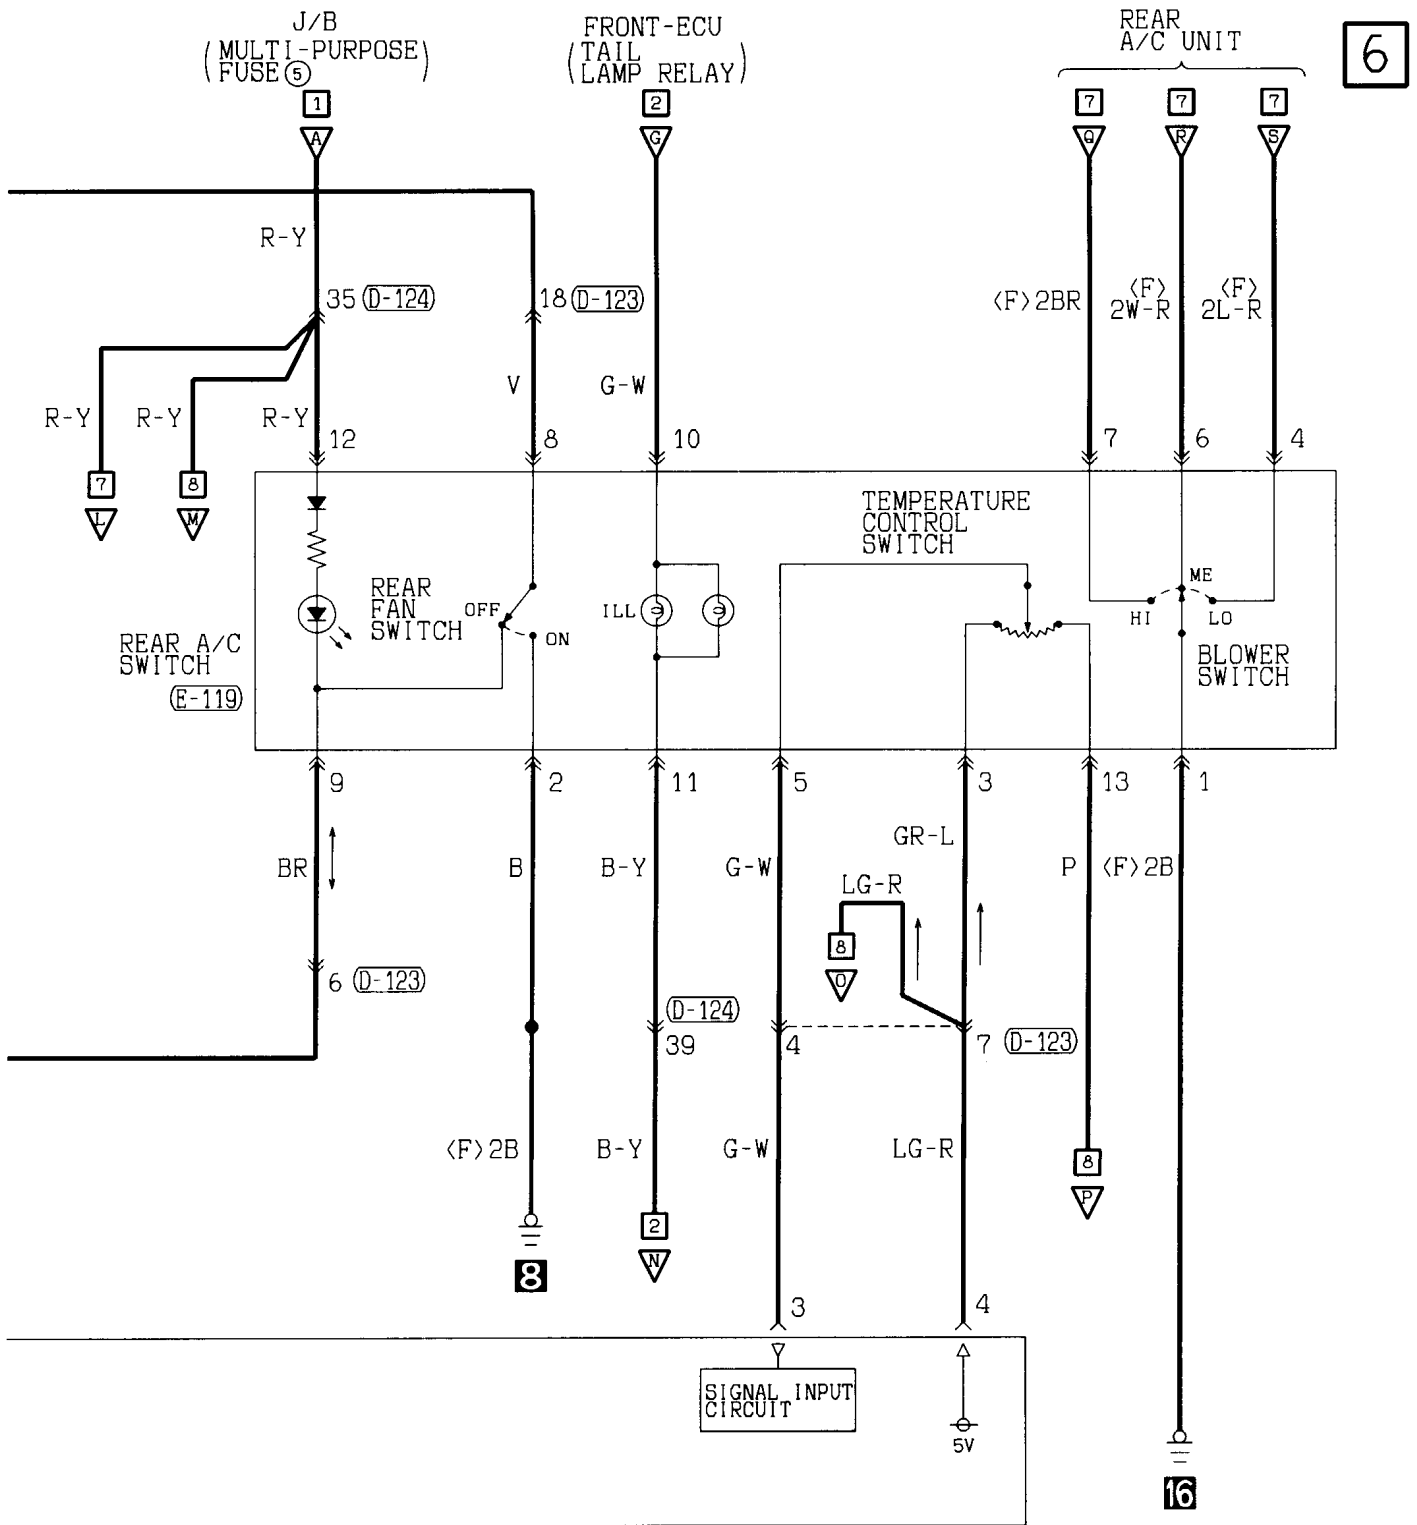 J/B
(MULTI-PURPOSE)
FUSE ⑤
FRONT-ECU
(TAIL
LAMP RELAY)
REAR
A/C UNIT
6
1
2
7
7
7
A
G
Q
R
S
R-Y
35 (D-124)
18 (D-123)
<F>2BR
<F>
2W-R
<F>
2L-R
R-Y
R-Y
R-Y
V
G-W
12
8
10
7
6
4
7
8
L
M
TEMPERATURE
CONTROL
SWITCH
REAR
FAN
SWITCH
OFF
ON
ILL
ME
HI
LO
BLOWER
SWITCH
REAR A/C
SWITCH
(E-119)
9
2
11
5
3
13
1
GR-L
BR
B
B-Y
G-W
LG-R
P
<F>2B
8
O
6 (D-123)
(D-124)
39
4
7 (D-123)
<F>2B
B-Y
G-W
LG-R
8
P
2
N
8
3
4
SIGNAL INPUT
CIRCUIT
5V
16